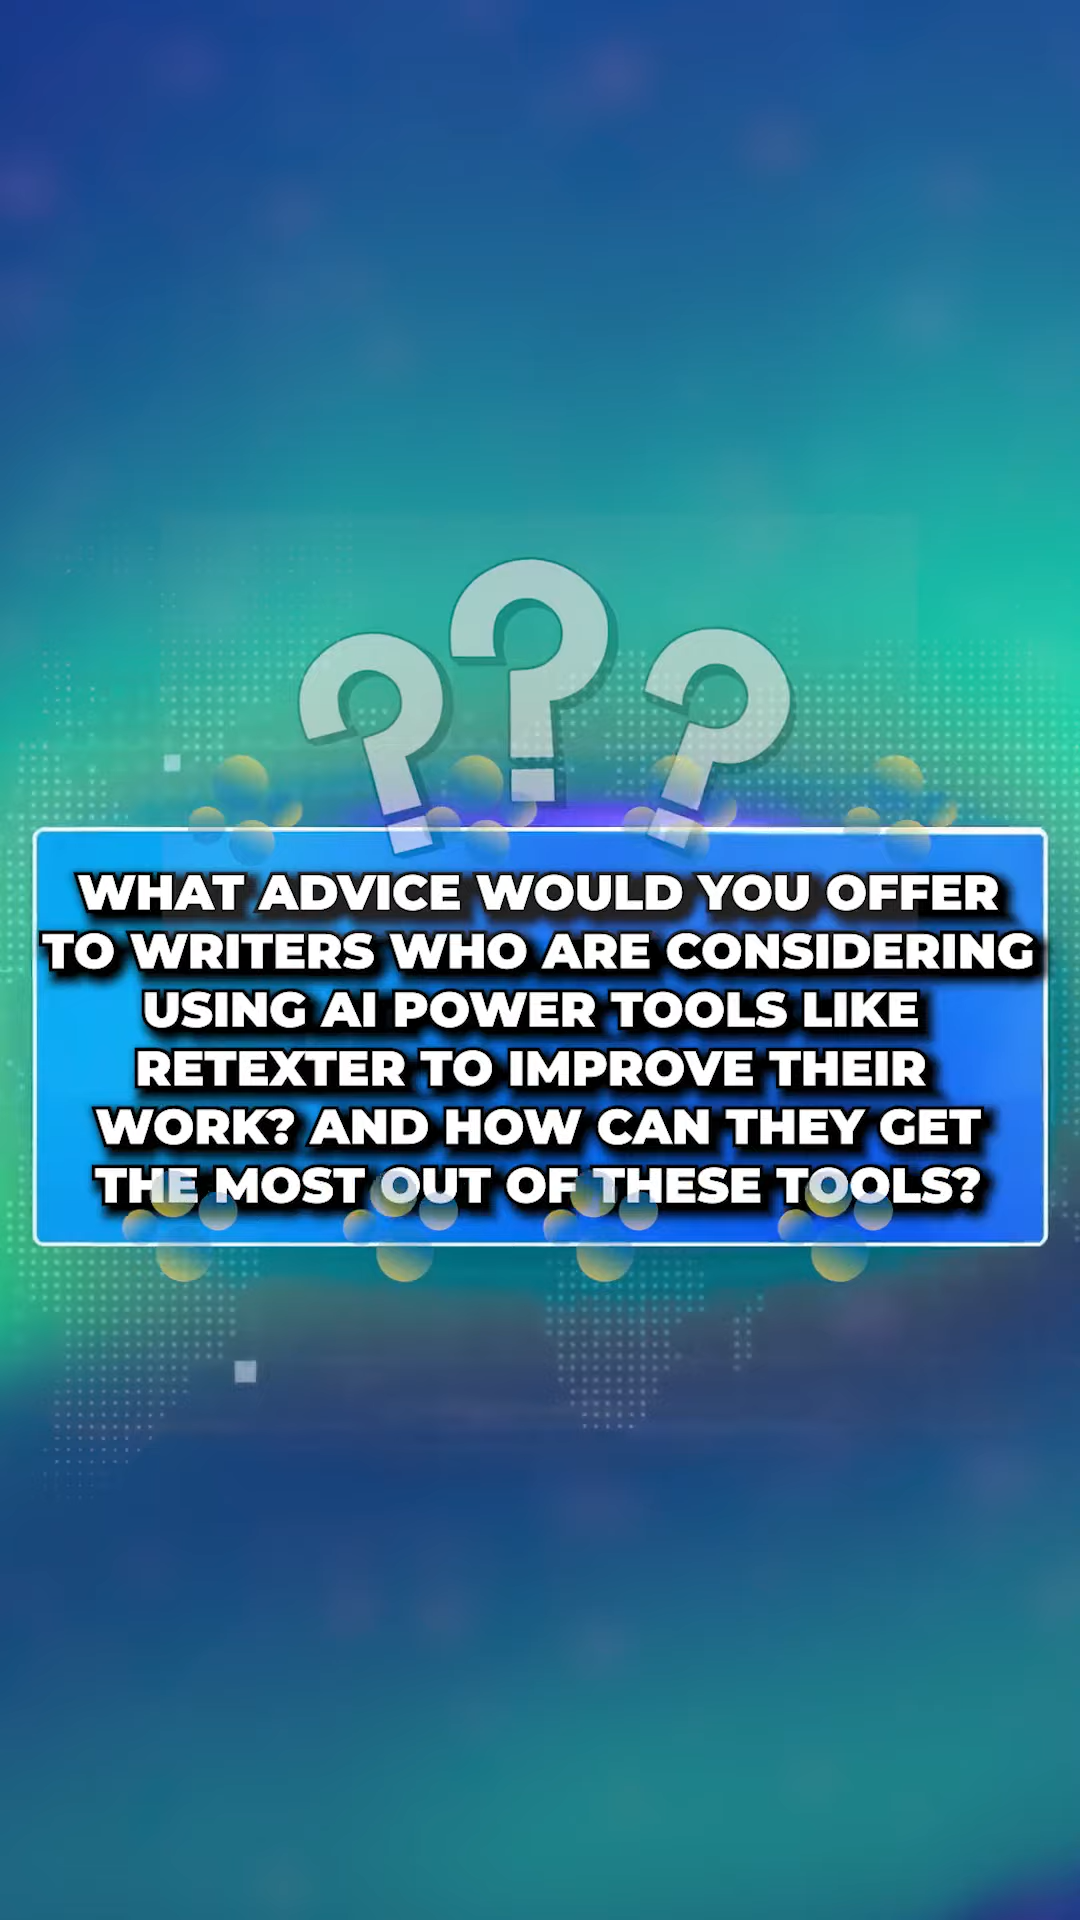 ???
WHAT ADVICE WOULD YOU OFFER
TO WRITERS WHO ARE CONSIDERING
USING AI POWER TOOLS LIKE
RETEXTER TO IMPROVE THEIR
WORK? AND HOW CAN THEY GET
THE MOST OUT OF THESE TOOLS?